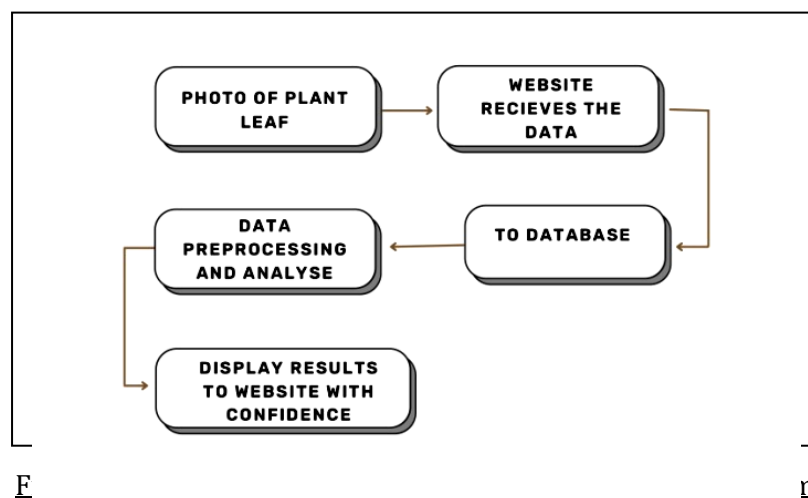 PHOTO OF PLANT
LEAF
WEBSITE
RECIEVES THE
DATA
TO DATABASE
DATA
PREPROCESSING
AND ANALYSE
DISPLAY RESULTS
TO WEBSITE WITH
CONFIDENCE
F